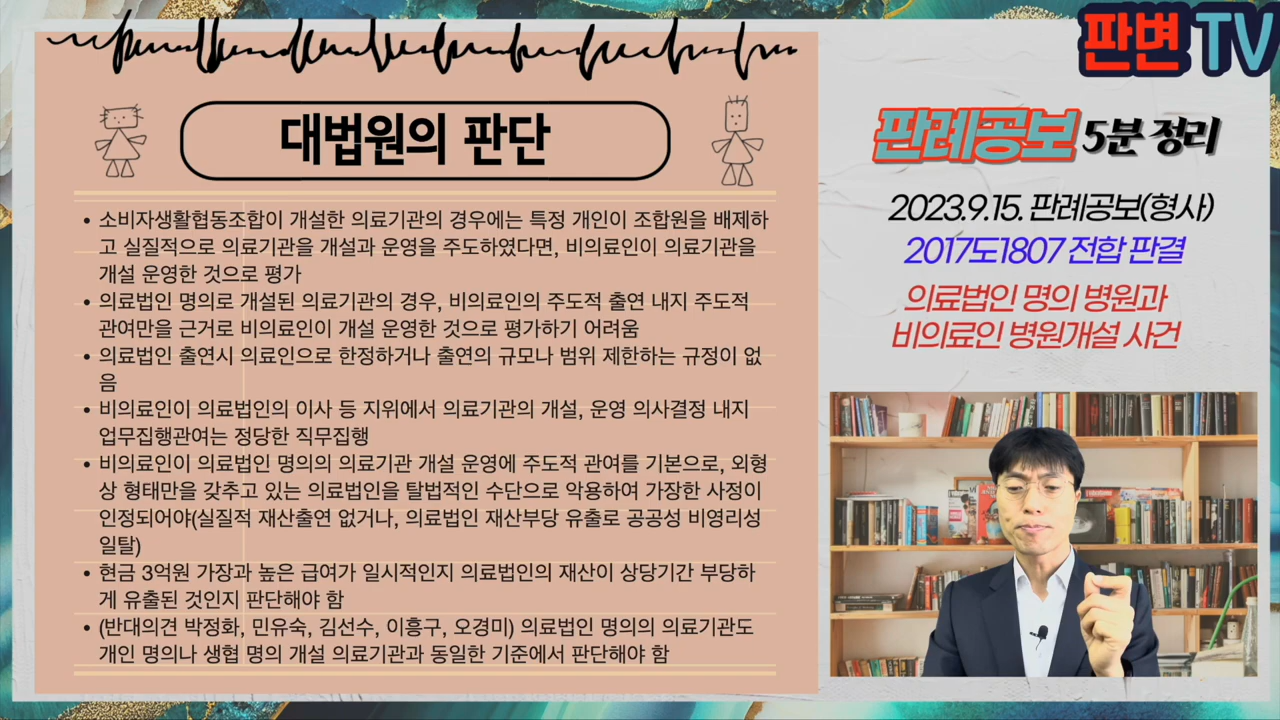 판변 TV
대법원의 판단
• 소비자생활협동조합이 개설한 의료기관의 경우에는 특정 개인이 조합원을 배제하
고 실질적으로 의료기관을 개설과 운영을 주도하였다면, 비의료인이 의료기관을
개설 운영한 것으로 평가
• 의료법인 명의로 개설된 의료기관의 경우, 비의료인의 주도적 출연 내지 주도적
관여만을 근거로 비의료인이 개설 운영한 것으로 평가하기 어려움
• 의료법인 출연시 의료인으로 한정하거나 출연의 규모나 범위 제한하는 규정이 없
음
• 비의료인이 의료법인의 이사 등 지위에서 의료기관의 개설, 운영 의사결정 내지
업무집행관여는 정당한 직무집행
• 비의료인이 의료법인 명의의 의료기관 개설 운영에 주도적 관여를 기본으로, 외형
상 형태만을 갖추고 있는 의료법인을 탈법적인 수단으로 악용하여 가장한 사정이
인정되어야(실질적 재산출연 없거나, 의료법인 재산부당 유출로 공공성 비영리성
일탈)
• 현금 3억원 가장과 높은 급여가 일시적인지 의료법인의 재산이 상당기간 부당하
게 유출된 것인지 판단해야 함
• (반대의견 박정화, 민유숙, 김선수, 이흥구, 오경미) 의료법인 명의의 의료기관도
개인 명의나 생협 명의 개설 의료기관과 동일한 기준에서 판단해야 함
판례공보 5분 정리
2023.9.15. 판례공보(형사)
2017도1807 전합 판결
의료법인 명의 병원과
비의료인 병원개설 사건